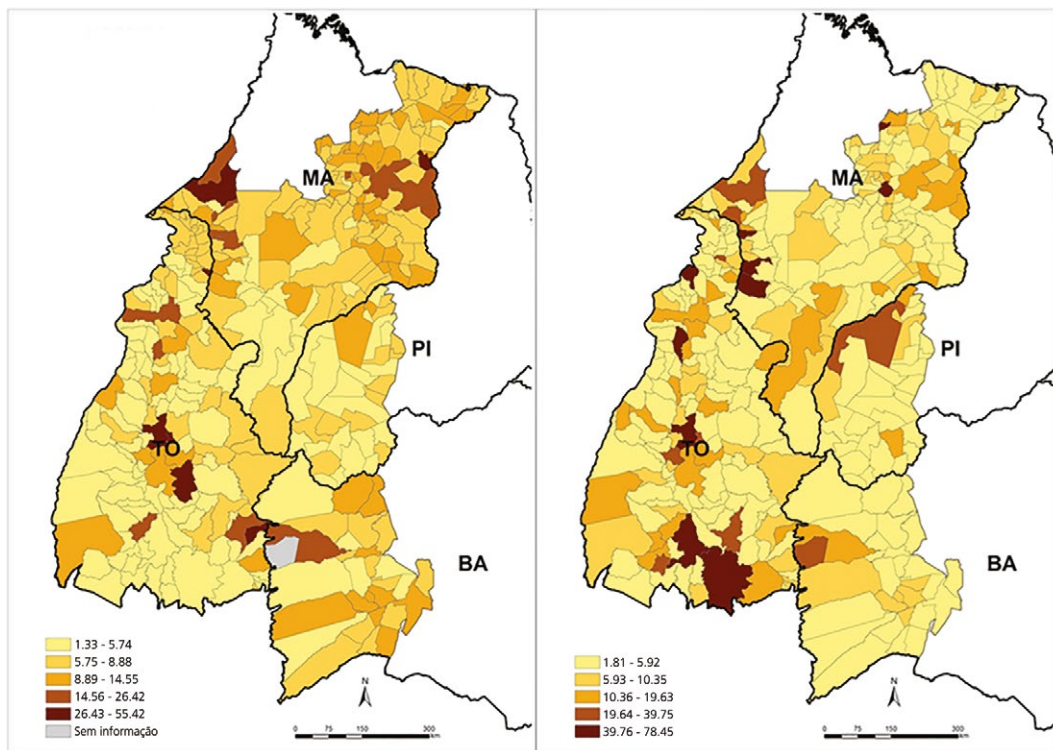 MA
PI
TO
BA
1.33 - 5.74
5.75 - 8.88
8.89 - 14.55
14.56 - 26.42
26.43 - 55.42
Sem informação
N
0 75 150 300
km
MA
PI
TO
BA
1.81 - 5.92
5.93 - 10.35
10.36 - 19.63
19.64 - 39.75
39.76 - 78.45
N
0 75 150 300
km